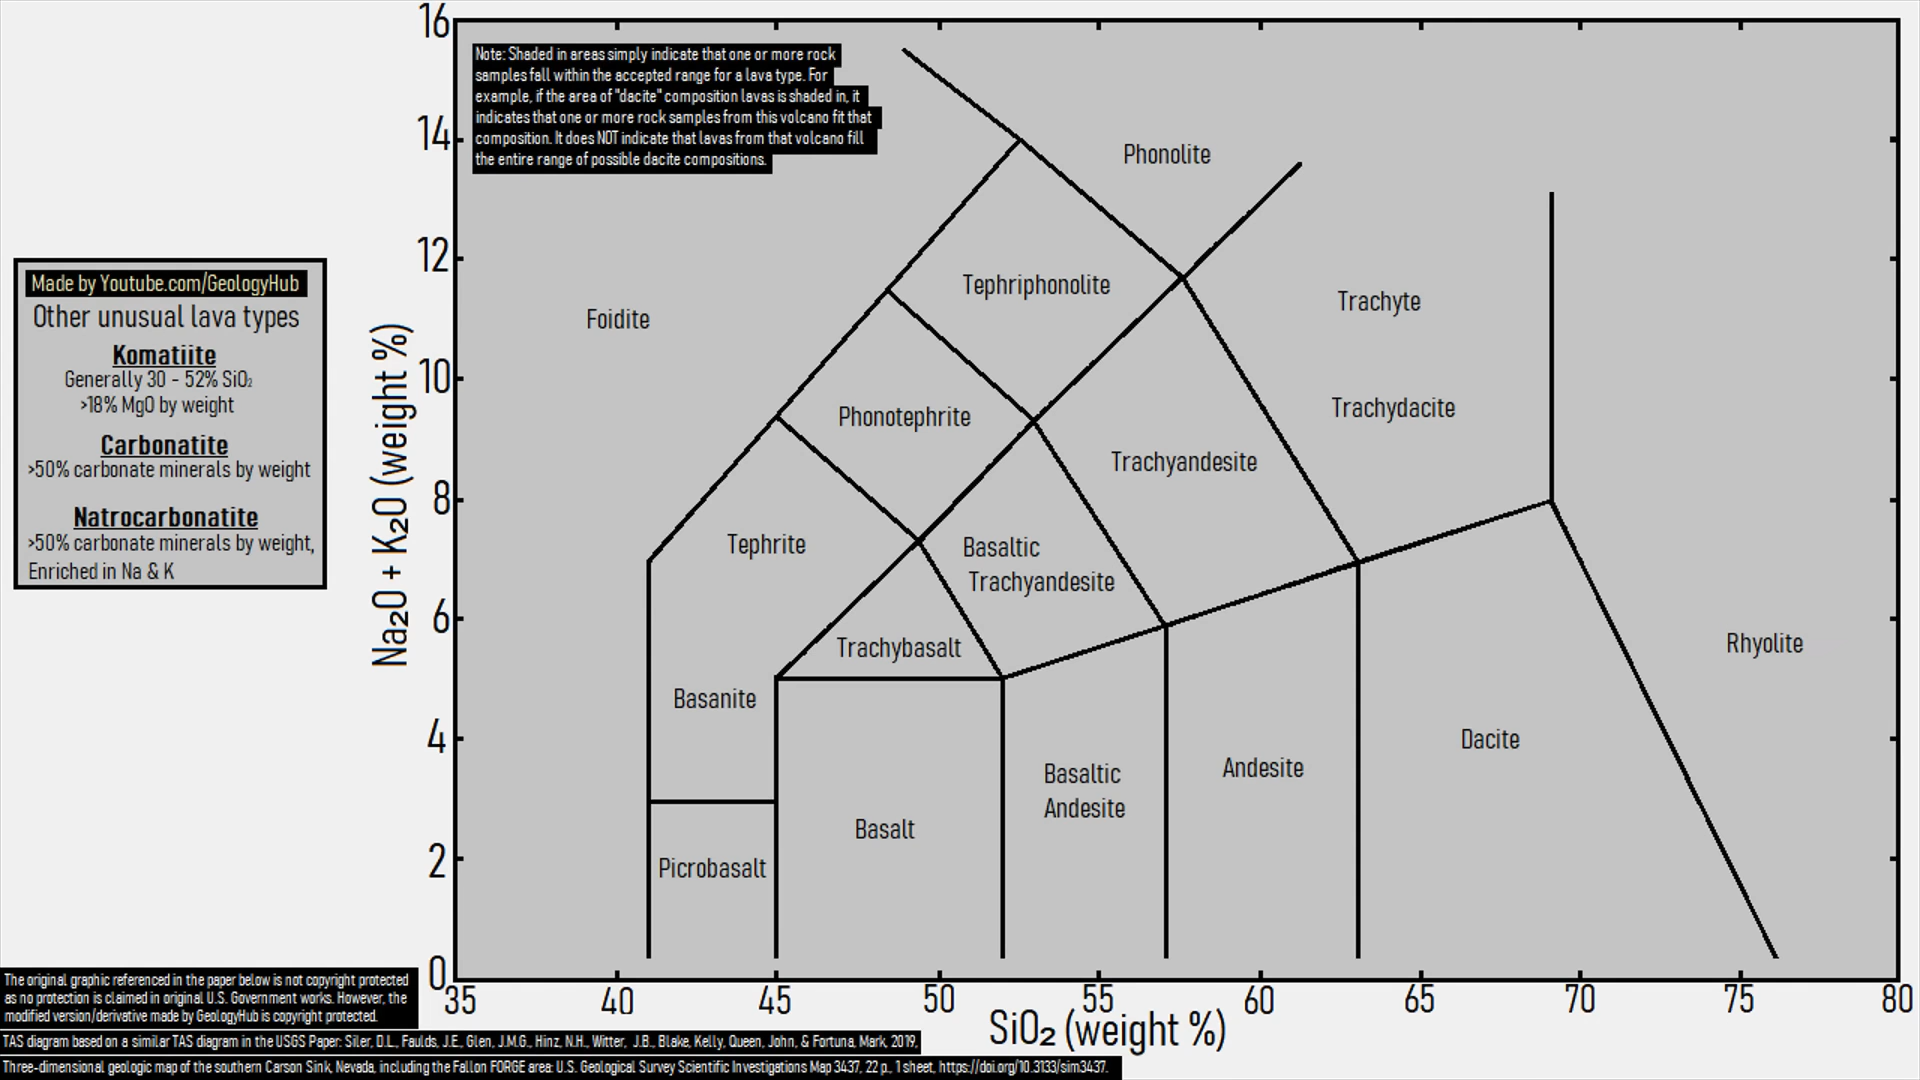 16
Note: Shaded in areas simply indicate that one or more rock
samples fall within the accepted range for a lava type. For
example, if the area of "dacite" composition lavas is shaded in, it
indicates that one or more rock samples from this volcano fit that
composition. It does NOT indicate that lavas from that volcano fill
the entire range of possible dacite compositions.
14
Phonolite
12
Tephriphonolite
Trachyte
Foidite
Made by Youtube.com/GeologyHub
Other unusual lava types
Komatiite
Generally 30 - 52% SiO₂
>18% MgO by weight
Carbonatite
>50% carbonate minerals by weight
Natrocarbonatite
>50% carbonate minerals by weight,
Enriched in Na & K
Na₂O + K₂O (weight %)
10
Phonotephrite
Trachydacite
Trachyandesite
8
Tephrite
Basaltic
Trachyandesite
6
Trachybasalt
Rhyolite
Basanite
4
Dacite
Basaltic
Andesite
Andesite
Basalt
2
Picrobasalt
0
35 40 45 50 55 60 65 70 75 80
SiO₂ (weight %)
The original graphic referenced in the paper below is not copyright protected
as no protection is claimed in original U.S. Government works. However, the
modified version/derivative made by GeologyHub is copyright protected.
TAS diagram based on a similar TAS diagram in the USGS Paper: Siler, D.L., Faulds, J.E., Glen, J.M.G., Hinz, N.H., Witter, J.B., Blake, Kelly, Queen, John, & Fortuna, Mark, 2019,
Three-dimensional geologic map of the southern Carson Sink, Nevada, including the Fallon FORGE area: U.S. Geological Survey Scientific Investigations Map 3437, 22 p., 1 sheet, https://doi.org/10.3133/sim3437.